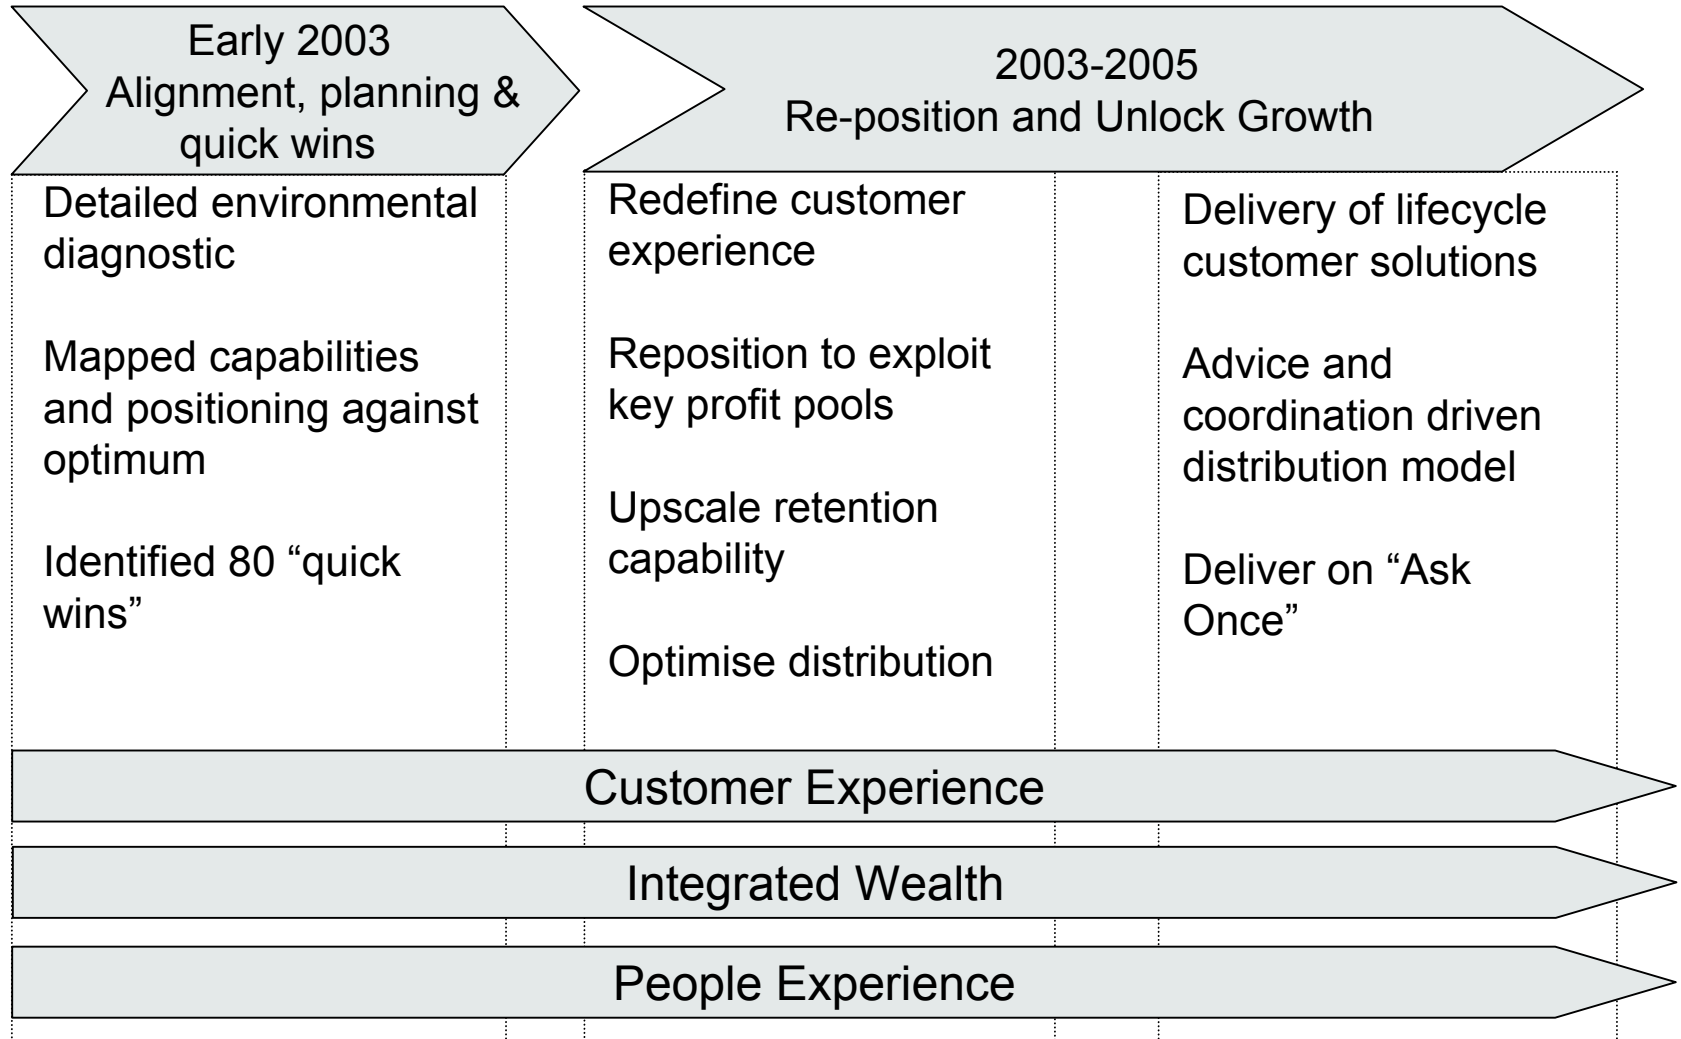 Early 2003
Alignment, planning &
quick wins
2003-2005
Re-position and Unlock Growth
Detailed environmental
diagnostic
Mapped capabilities
and positioning against
optimum
Identified 80 “quick
wins”
Redefine customer
experience
Reposition to exploit
key profit pools
Upscale retention
capability
Optimise distribution
Delivery of lifecycle
customer solutions
Advice and
coordination driven
distribution model
Deliver on “Ask
Once”
Customer Experience
Integrated Wealth
People Experience